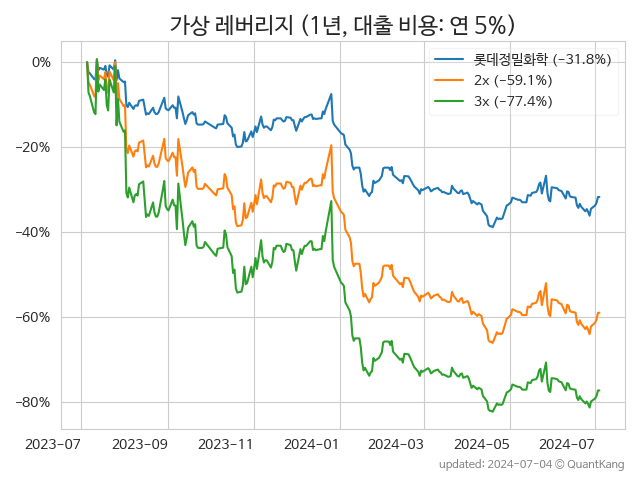 가상 레버리지 (1년, 대출 비용: 연 5%)
롯데정밀화학 (−31.8%)
2x (−59.1%)
3x (−77.4%)
0%
−20%
−40%
−60%
−80%
2023-07 2023-09 2023-11 2024-01 2024-03 2024-05 2024-07
updated: 2024-07-04 © QuantKang